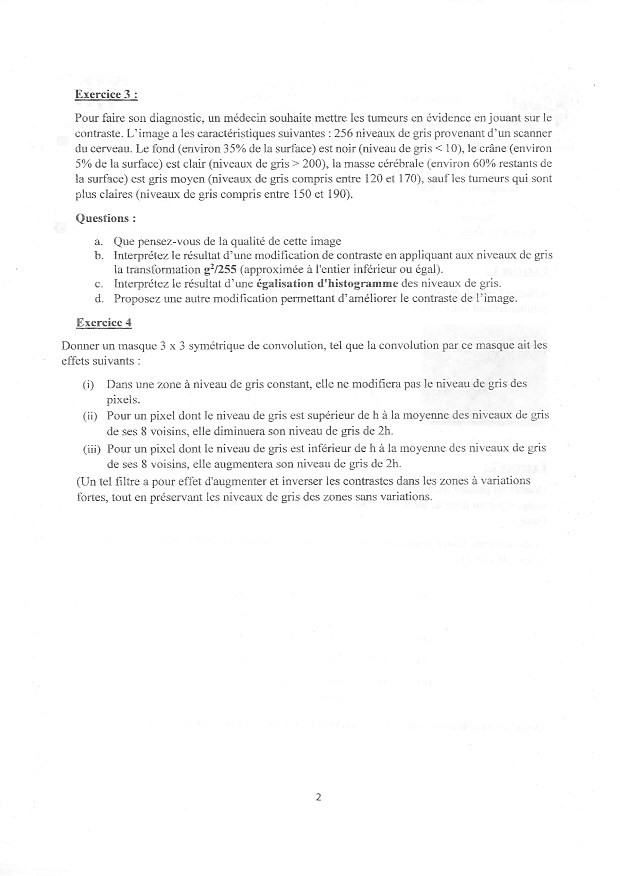 Exercice 3 :
Pour faire son diagnostic, un médecin souhaite mettre les tumeurs en évidence en jouant sur le
contraste. L'image a les caractéristiques suivantes : 256 niveaux de gris provenant d'un scanner
du cerveau. Le fond (environ 35% de la surface) est noir (niveau de gris < 10), le crâne (environ
5% de la surface) est clair (niveaux de gris > 200), la masse cérébrale (environ 60% restants de
la surface) est gris moyen (niveaux de gris compris entre 120 et 170), sauf les tumeurs qui sont
plus claires (niveaux de gris compris entre 150 et 190).
Questions :
a. Que pensez-vous de la qualité de cette image
b. Interprétez le résultat d'une modification de contraste en appliquant aux niveaux de gris
la transformation g²/255 (approximée à l'entier inférieur ou égal).
c. Interprétez le résultat d'une égalisation d'histogramme des niveaux de gris.
d. Proposez une autre modification permettant d'améliorer le contraste de l'image.
Exercice 4
Donner un masque 3 x 3 symétrique de convolution, tel que la convolution par ce masque ait les
effets suivants :
(i) Dans une zone à niveau de gris constant, elle ne modifiera pas le niveau de gris des
pixels.
(ii) Pour un pixel dont le niveau de gris est supérieur de h à la moyenne des niveaux de gris
de ses 8 voisins, elle diminuera son niveau de gris de 2h.
(iii) Pour un pixel dont le niveau de gris est inférieur de h à la moyenne des niveaux de gris
de ses 8 voisins, elle augmentera son niveau de gris de 2h.
(Un tel filtre a pour effet d'augmenter et inverser les contrastes dans les zones à variations
fortes, tout en préservant les niveaux de gris des zones sans variations.
2